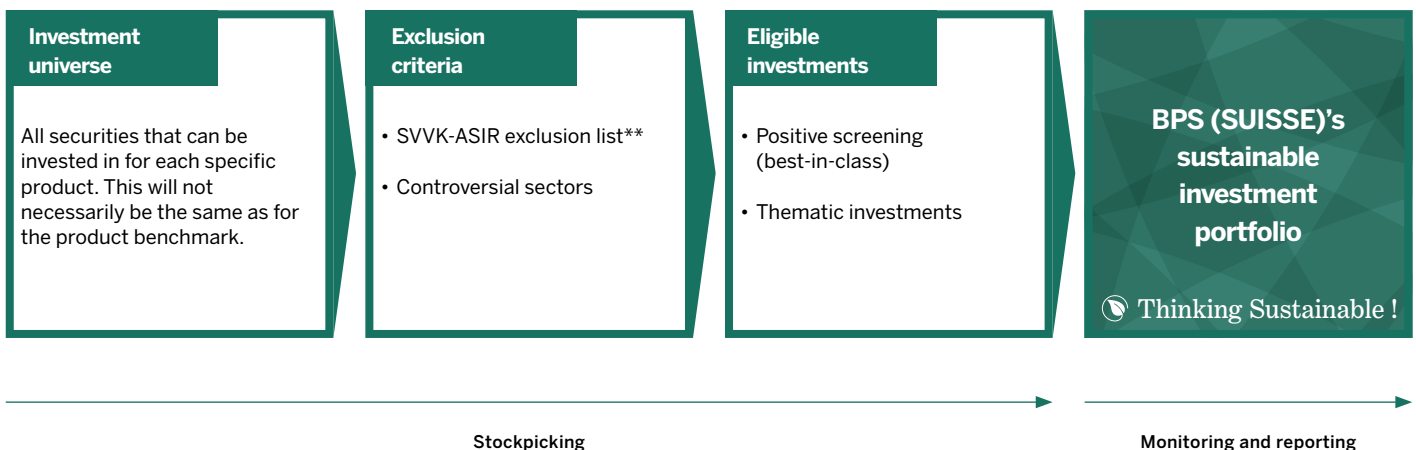 Investment
universe
All securities that can be
invested in for each specific
product. This will not
necessarily be the same as for
the product benchmark.
Exclusion
criteria
• SVVK-ASIR exclusion list**
• Controversial sectors
Eligible
investments
• Positive screening
(best-in-class)
• Thematic investments
BPS (SUISSE)'s
sustainable
investment
portfolio
Thinking Sustainable !
Stockpicking
Monitoring and reporting